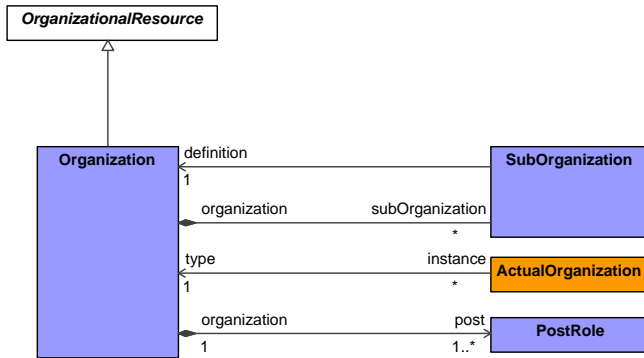 OrganizationalResource
Organization
definition
SubOrganization
1
organization
subOrganization
*
type
instance
ActualOrganization
1
*
organization
post
PostRole
1
1..*